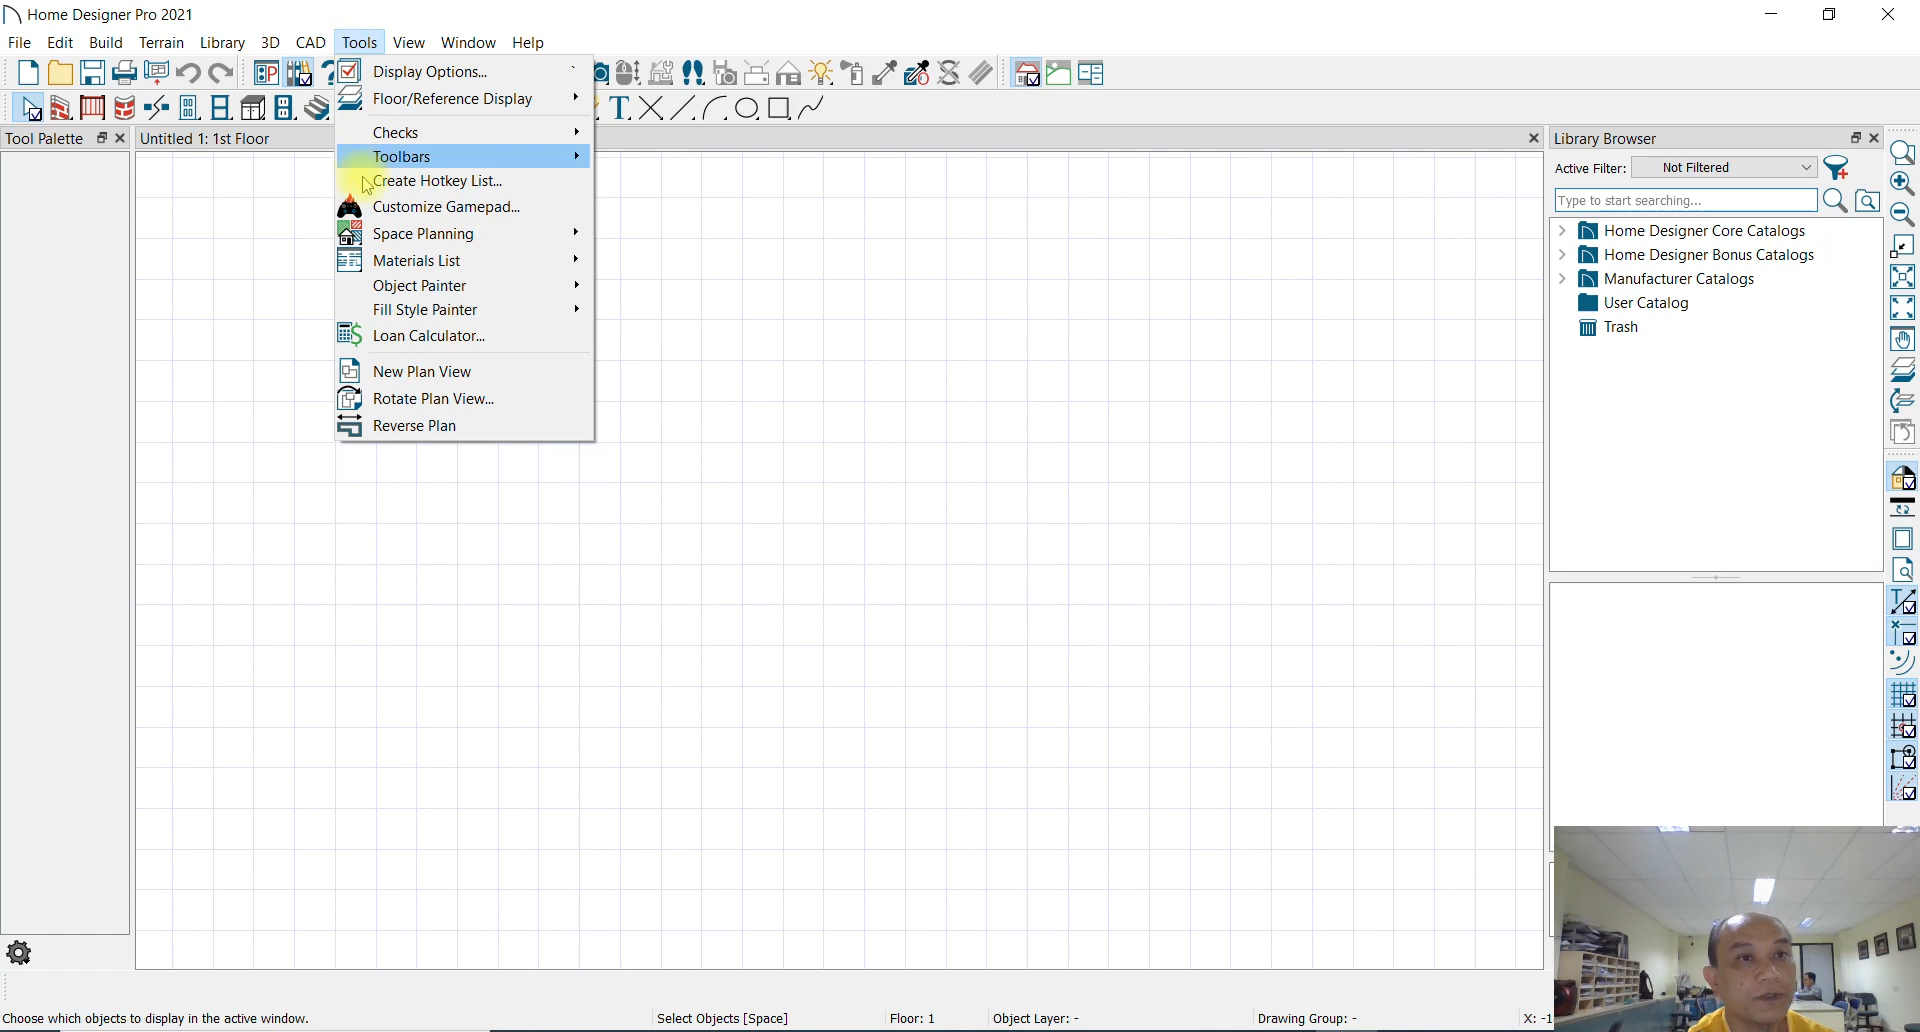 Home Designer Pro 2021
File Edit Build Terrain Library 3D CAD Tools View Window Help
Display Options... `
Floor/Reference Display
Checks
Toolbars
Create Hotkey List...
Customize Gamepad...
Space Planning
Materials List
Object Painter
Fill Style Painter
Loan Calculator...
New Plan View
Rotate Plan View...
Reverse Plan
Tool Palette
Untitled 1: 1st Floor
Library Browser
Active Filter: Not Filtered
Type to start searching...
Home Designer Core Catalogs
Home Designer Bonus Catalogs
Manufacturer Catalogs
User Catalog
Trash
Choose which objects to display in the active window. Select Objects [Space] Floor: 1 Object Layer: - Drawing Group: - X: -1